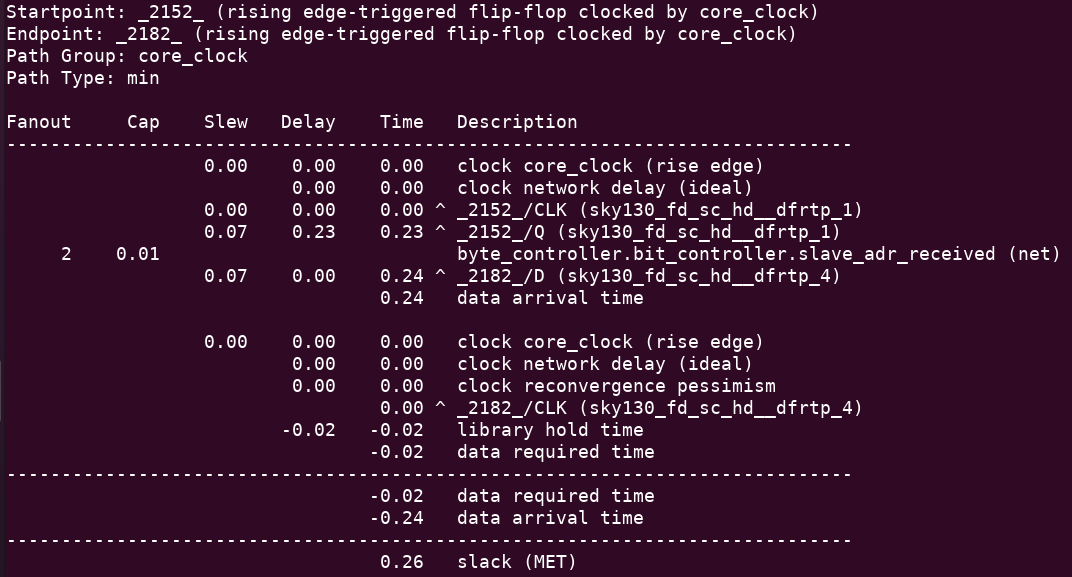 Startpoint: _2152_ (rising edge-triggered flip-flop clocked by core_clock)
Endpoint: _2182_ (rising edge-triggered flip-flop clocked by core_clock)
Path Group: core_clock
Path Type: min

Fanout     Cap    Slew   Delay    Time   Description
-----------------------------------------------------------------------------
                  0.00    0.00    0.00   clock core_clock (rise edge)
                          0.00    0.00   clock network delay (ideal)
                  0.00    0.00    0.00 ^ _2152_/CLK (sky130_fd_sc_hd__dfrtp_1)
                  0.07    0.23    0.23 ^ _2152_/Q (sky130_fd_sc_hd__dfrtp_1)
     2    0.01                           byte_controller.bit_controller.slave_adr_received (net)
                  0.07    0.00    0.24 ^ _2182_/D (sky130_fd_sc_hd__dfrtp_4)
                                  0.24   data arrival time

                  0.00    0.00    0.00   clock core_clock (rise edge)
                          0.00    0.00   clock network delay (ideal)
                          0.00    0.00   clock reconvergence pessimism
                                  0.00 ^ _2182_/CLK (sky130_fd_sc_hd__dfrtp_4)
                         -0.02   -0.02   library hold time
                                 -0.02   data required time
-----------------------------------------------------------------------------
                                 -0.02   data required time
                                 -0.24   data arrival time
-----------------------------------------------------------------------------
                                  0.26   slack (MET)